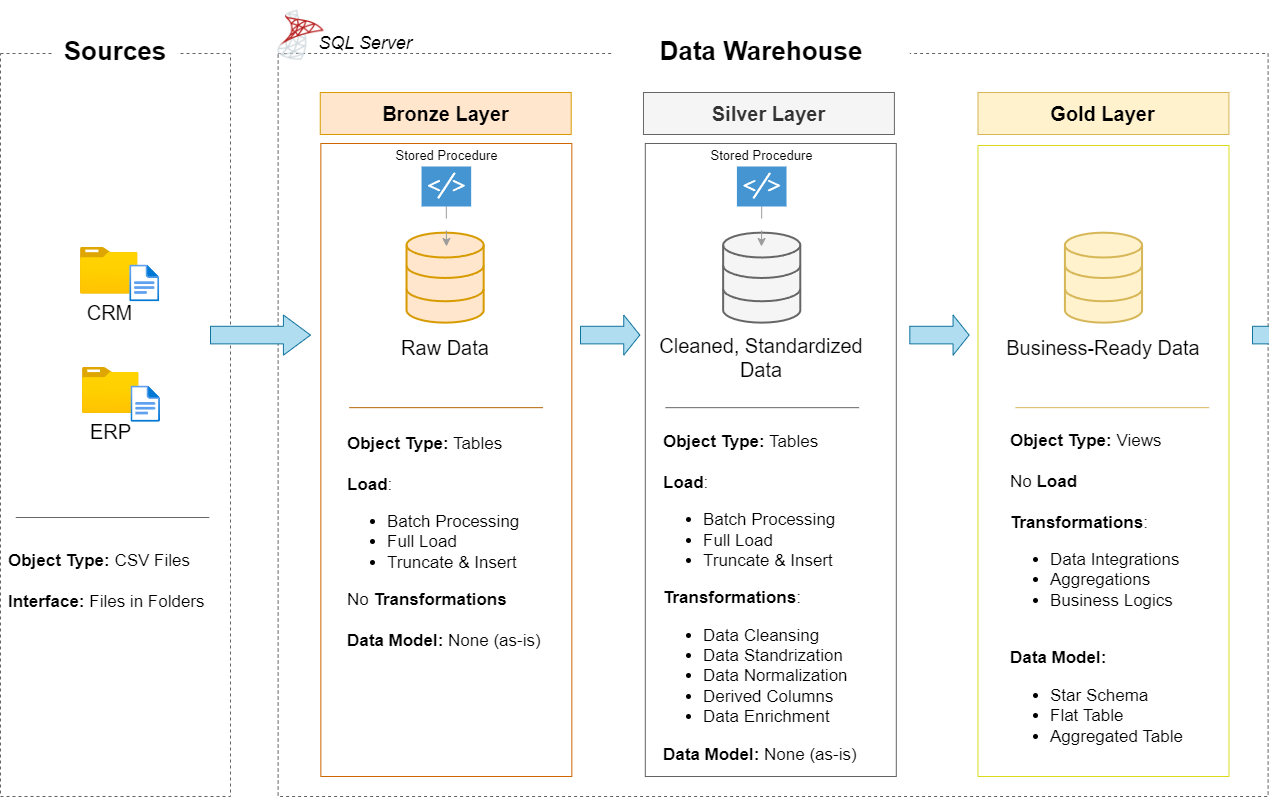 Sources
CRM
ERP
Object Type: CSV Files
Interface: Files in Folders
SQL Server
Data Warehouse
Bronze Layer
Stored Procedure
</>
Raw Data
Object Type: Tables
Load:
• Batch Processing
• Full Load
• Truncate & Insert
No Transformations
Data Model: None (as-is)
Silver Layer
Stored Procedure
</>
Cleaned, Standardized
Data
Object Type: Tables
Load:
• Batch Processing
• Full Load
• Truncate & Insert
Transformations:
• Data Cleansing
• Data Standrization
• Data Normalization
• Derived Columns
• Data Enrichment
Data Model: None (as-is)
Gold Layer
Business-Ready Data
Object Type: Views
No Load
Transformations:
• Data Integrations
• Aggregations
• Business Logics
Data Model:
• Star Schema
• Flat Table
• Aggregated Table